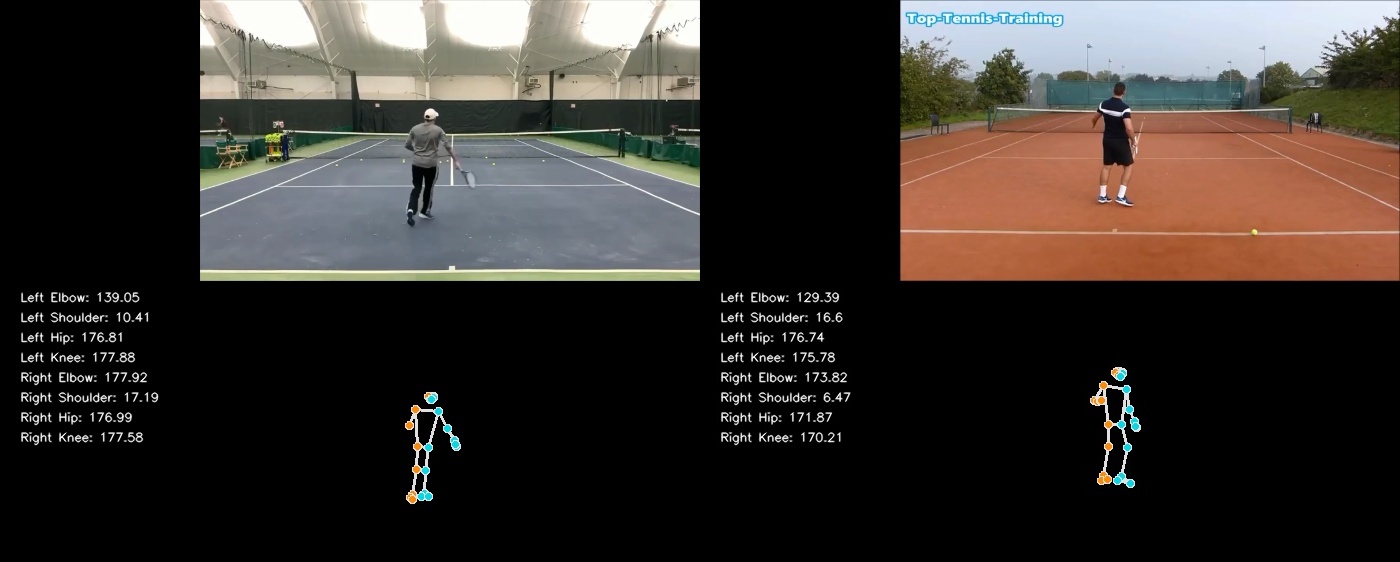 Top-Tennis-Training
Left Elbow: 139.05
Left Shoulder: 10.41
Left Hip: 176.81
Left Knee: 177.88
Right Elbow: 177.92
Right Shoulder: 17.19
Right Hip: 176.99
Right Knee: 177.58
Left Elbow: 129.39
Left Shoulder: 16.6
Left Hip: 176.74
Left Knee: 175.78
Right Elbow: 173.82
Right Shoulder: 6.47
Right Hip: 171.87
Right Knee: 170.21